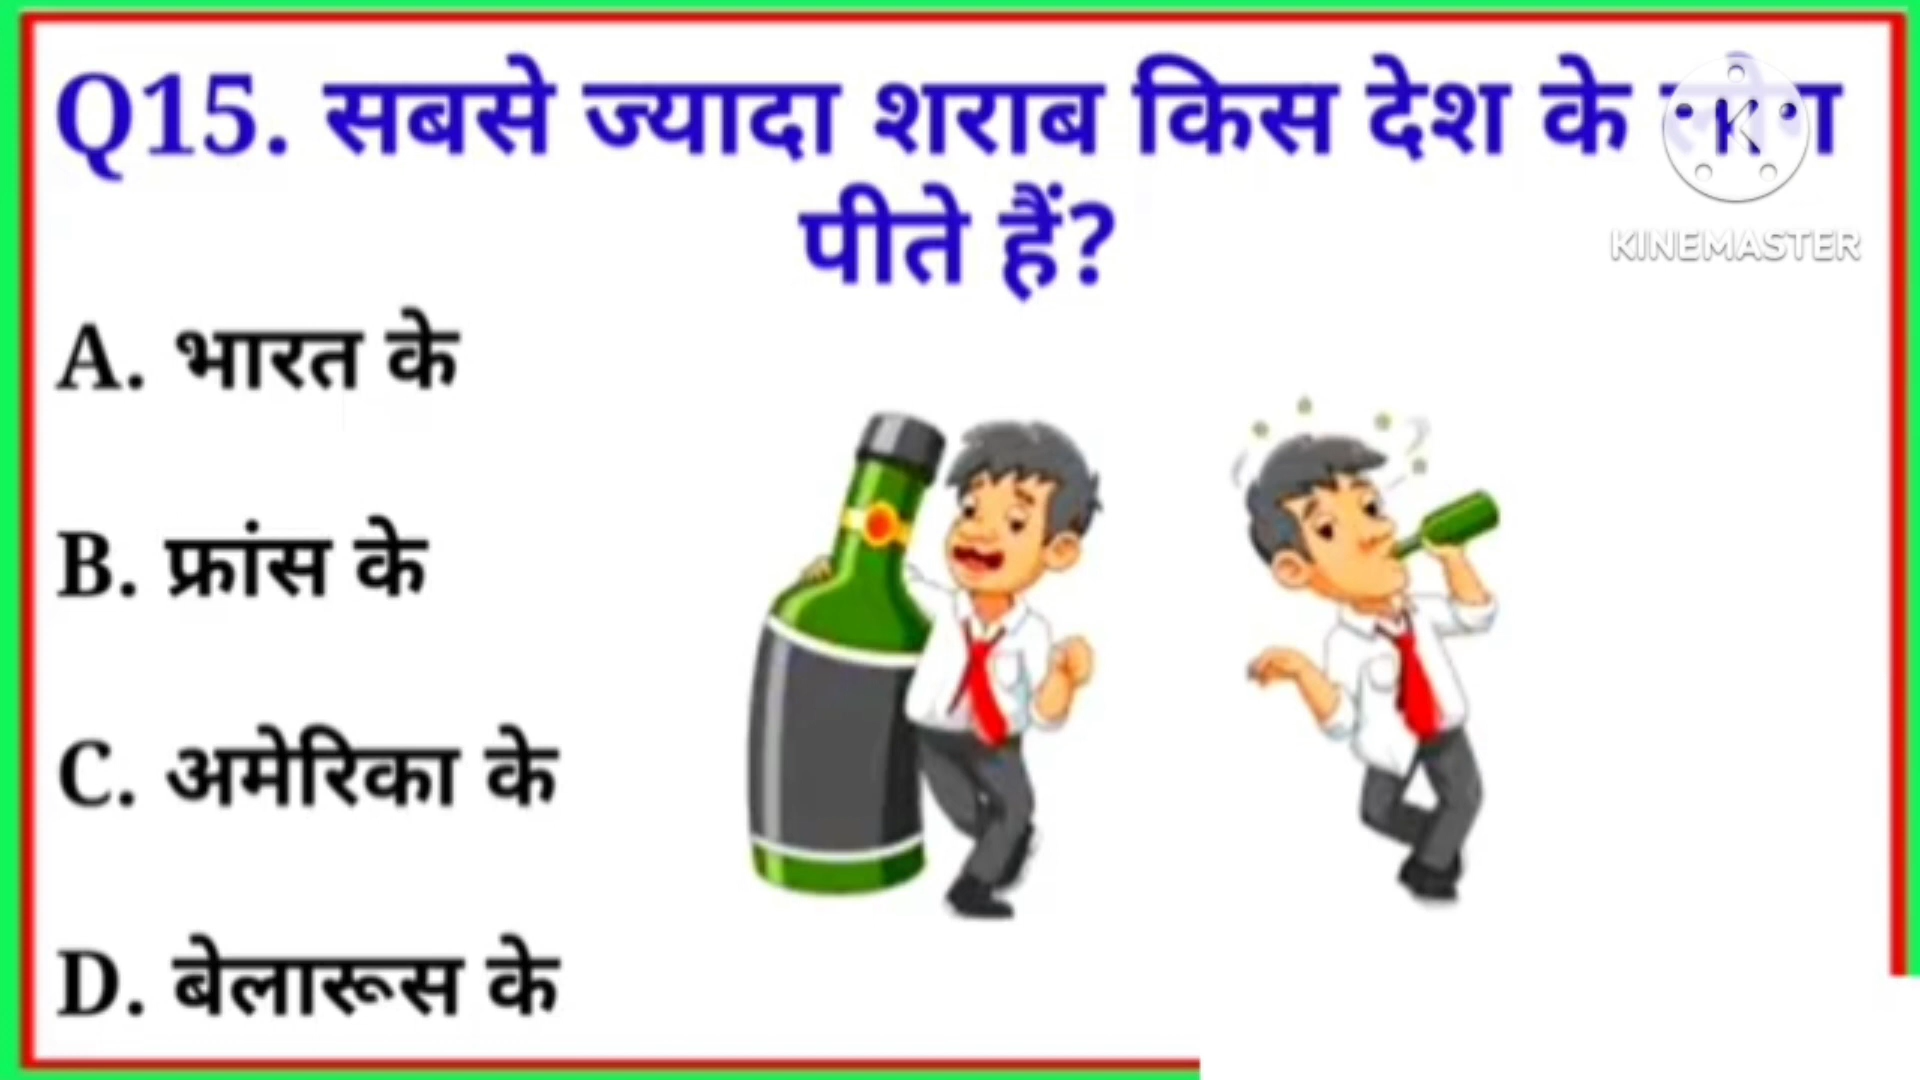 Q15. सबसे ज्यादा शराब किस देश के
पीते हैं?
KINEMASTER
A. भारत के
B. फ्रांस के
C. अमेरिका के
D. बेलारूस के